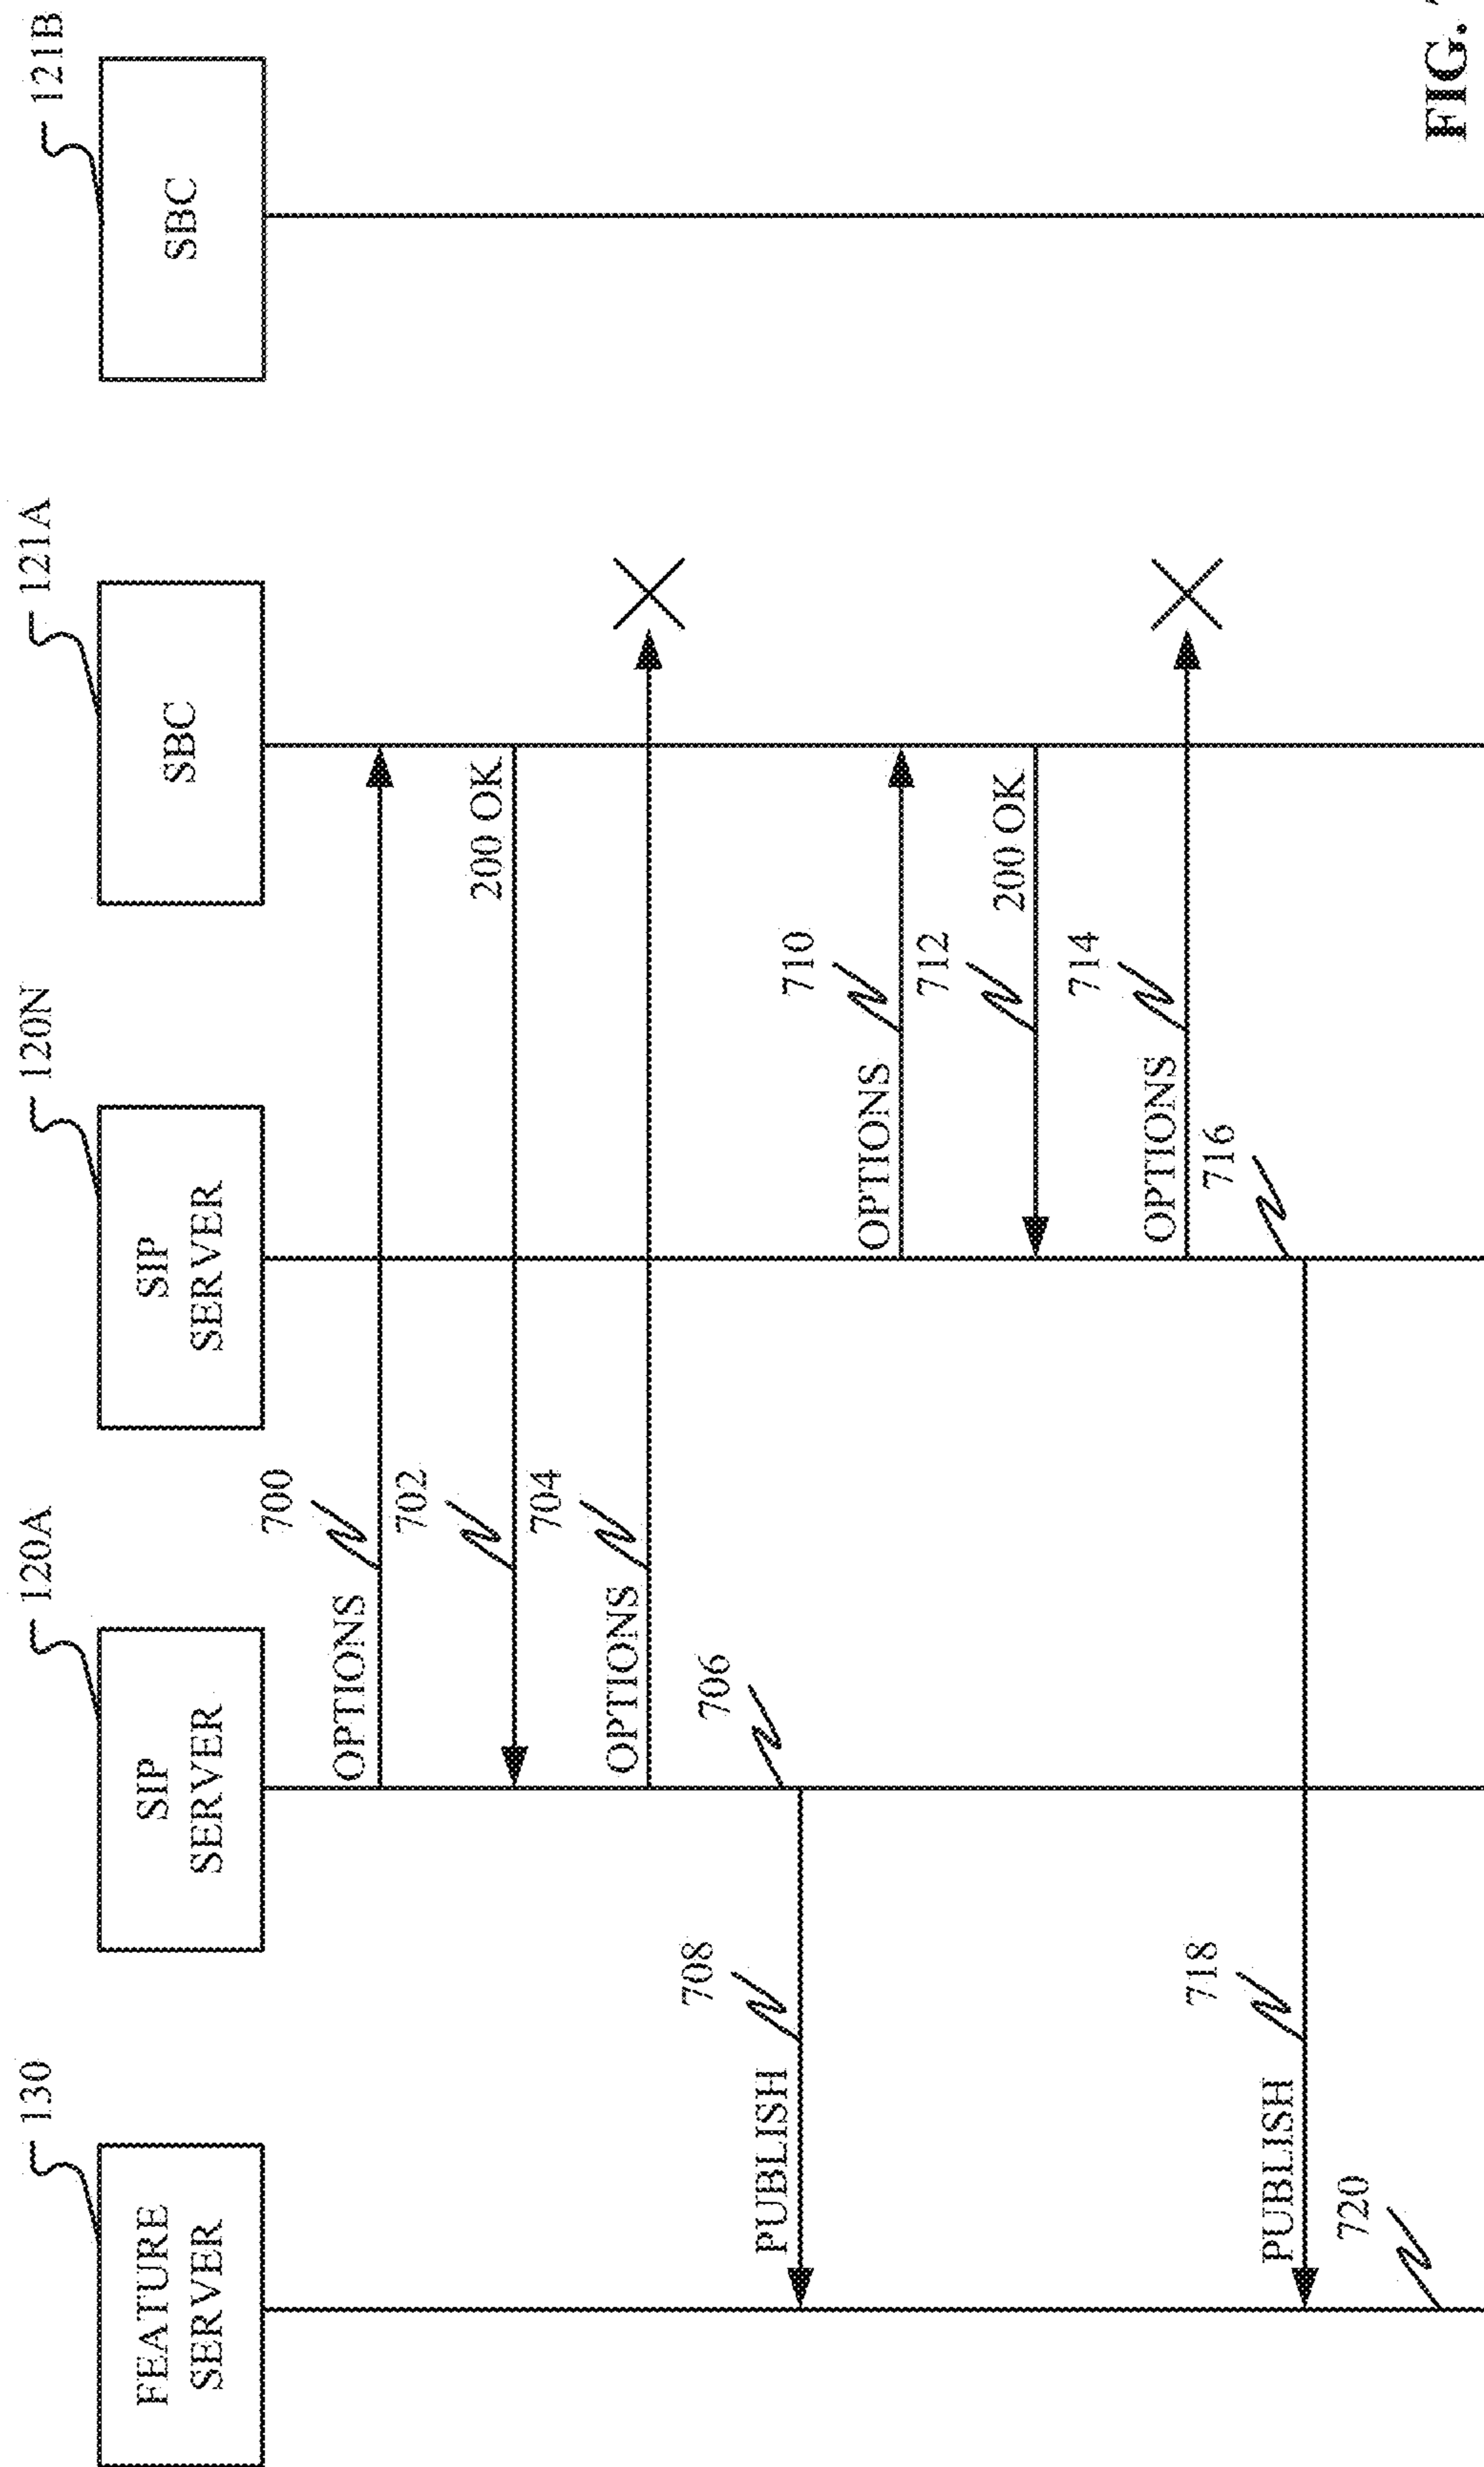 130
120A
120N
121A
121B
FEATURE
SERVER
SIP
SERVER
SIP
SERVER
SBC
SBC
OPTIONS
700
702
200 OK
OPTIONS
704
706
PUBLISH
708
OPTIONS
710
712
200 OK
OPTIONS
714
716
PUBLISH
718
720
FIG.